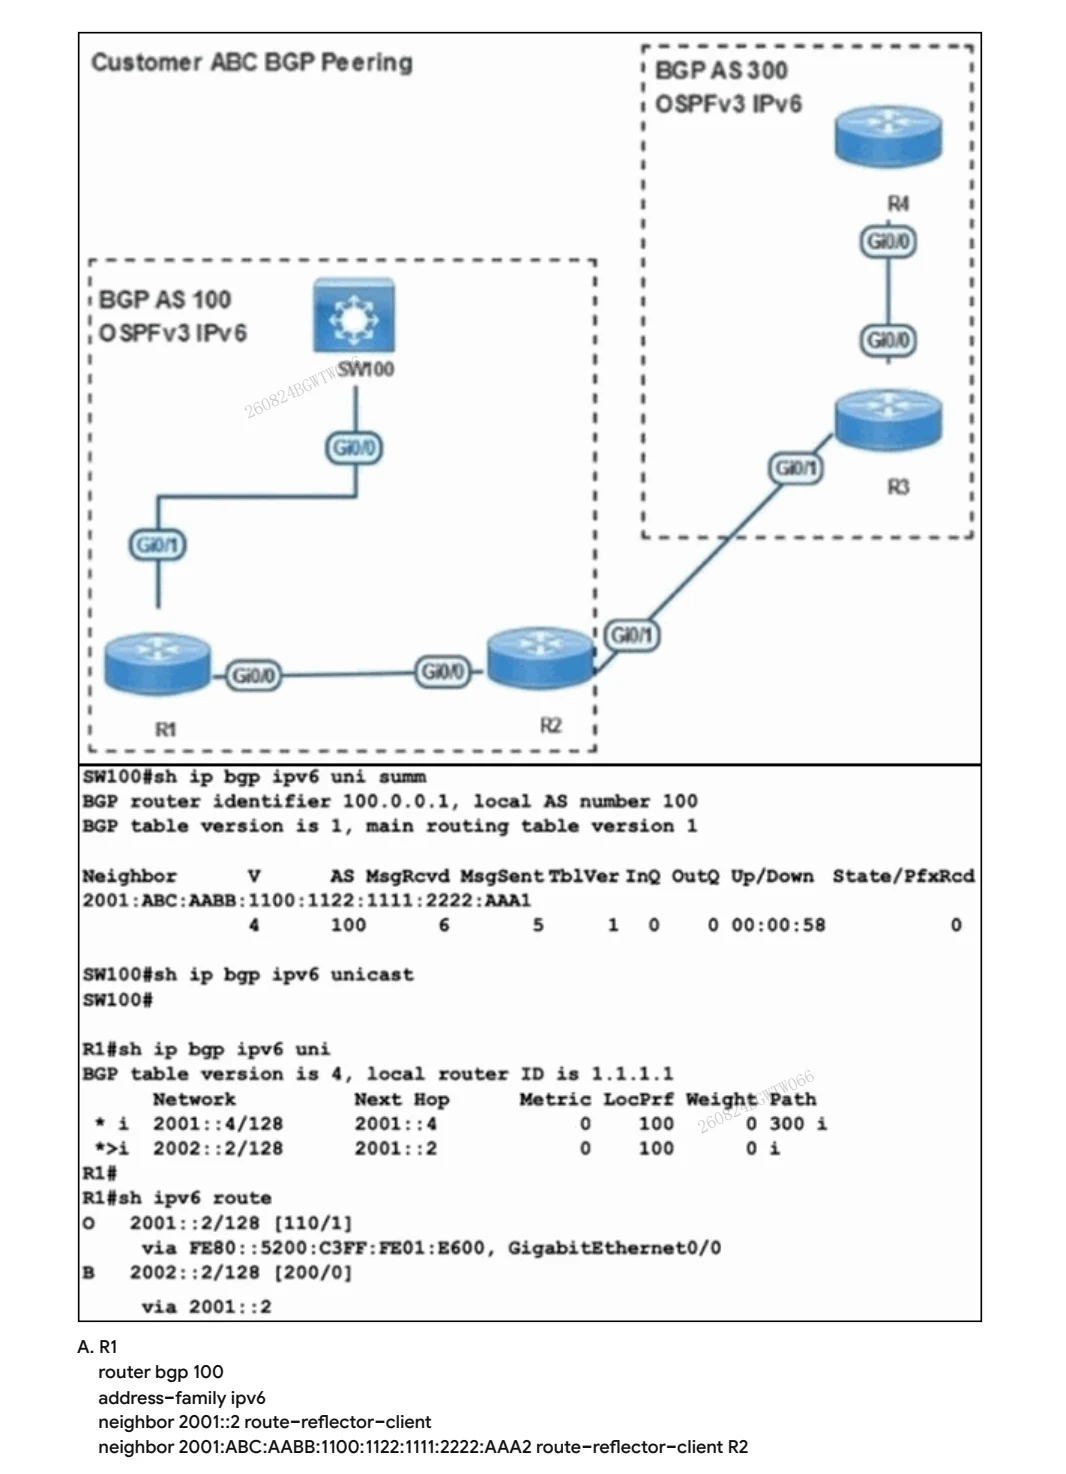 Customer ABC BGP Peering
BGP AS 300
OSPFv3 IPv6
R4
Gi0/0
Gi0/0
BGP AS 100
OSPFv3 IPv6
SW100
260824BGWTW066
Gi0/0
Gi0/1
R3
Gi0/1
Gi0/1
Gi0/0
Gi0/0
R1
R2
SW100#sh ip bgp ipv6 uni summ
BGP router identifier 100.0.0.1, local AS number 100
BGP table version is 1, main routing table version 1
Neighbor V AS MsgRcvd MsgSent TblVer InQ OutQ Up/Down State/PfxRcd
2001:ABC:AABB:1100:1122:1111:2222:AAA1
4 100 6 5 1 0 0 00:00:58 0
SW100#sh ip bgp ipv6 unicast
SW100#
R1#sh ip bgp ipv6 uni
BGP table version is 4, local router ID is 1.1.1.1
260824BGWTW066
Network Next Hop Metric LocPrf Weight Path
* i 2001::4/128 2001::4 0 100 0 300 i
*>i 2002::2/128 2001::2 0 100 0 i
R1#
R1#sh ipv6 route
O 2001::2/128 [110/1]
via FE80::5200:C3FF:FE01:E600, GigabitEthernet0/0
B 2002::2/128 [200/0]
via 2001::2
A. R1
router bgp 100
address-family ipv6
neighbor 2001::2 route-reflector-client
neighbor 2001:ABC:AABB:1100:1122:1111:2222:AAA2 route-reflector-client R2